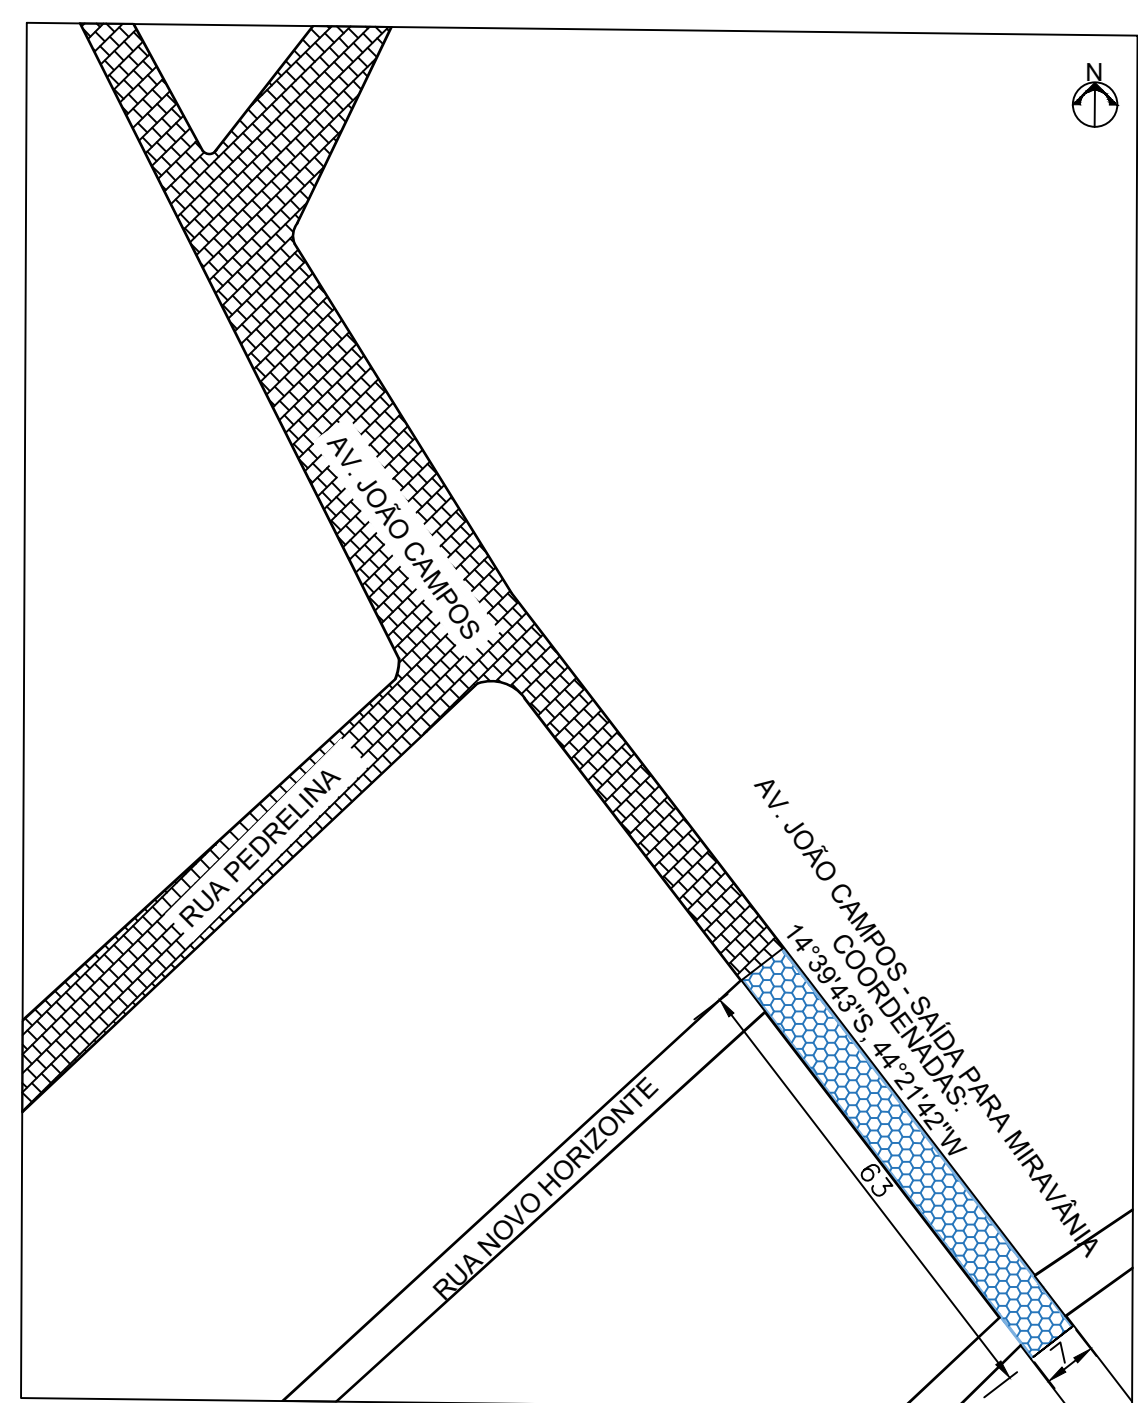 N
AV. JOÃO CAMPOS
RUA PEDRELINA
AV. JOÃO CAMPOS - SAÍDA PARA MIRAVÂNIA
COORDENADAS:
14°39'43"S, 44°21'42"W
63
RUA NOVO HORIZONTE
7